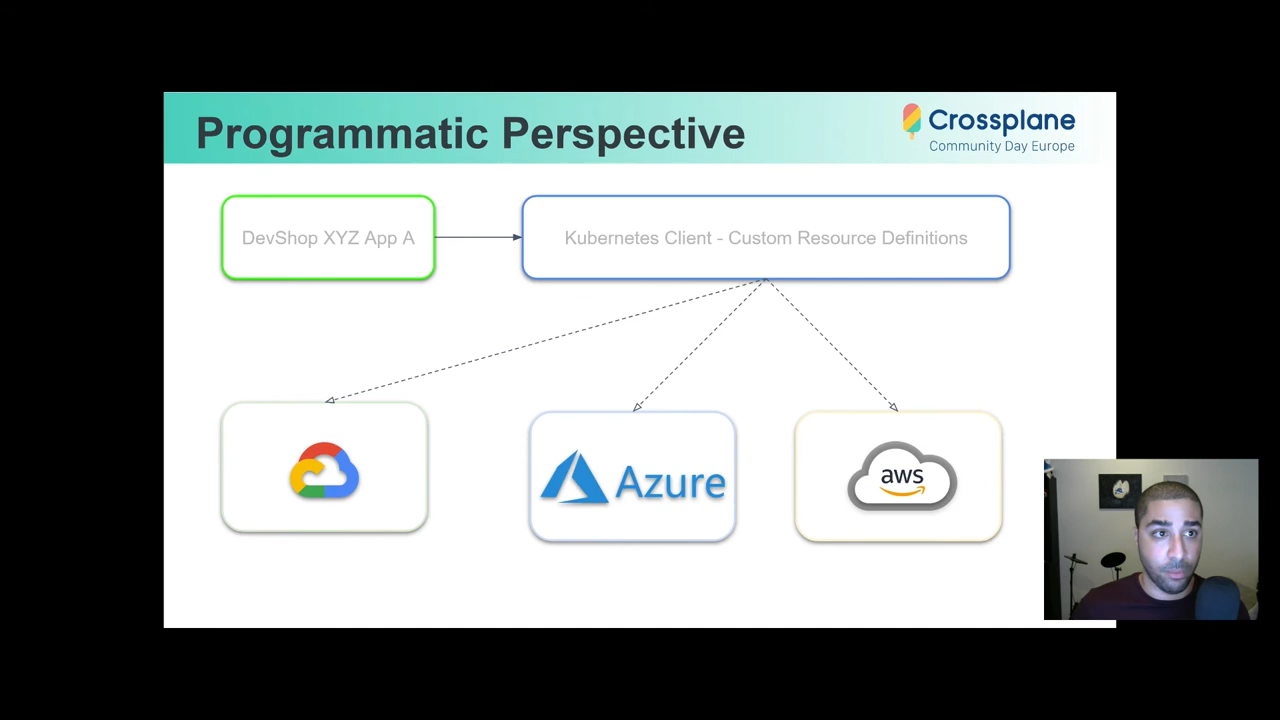 Programmatic Perspective
Crossplane
Community Day Europe
DevShop XYZ App A
Kubernetes Client - Custom Resource Definitions
Azure
aws